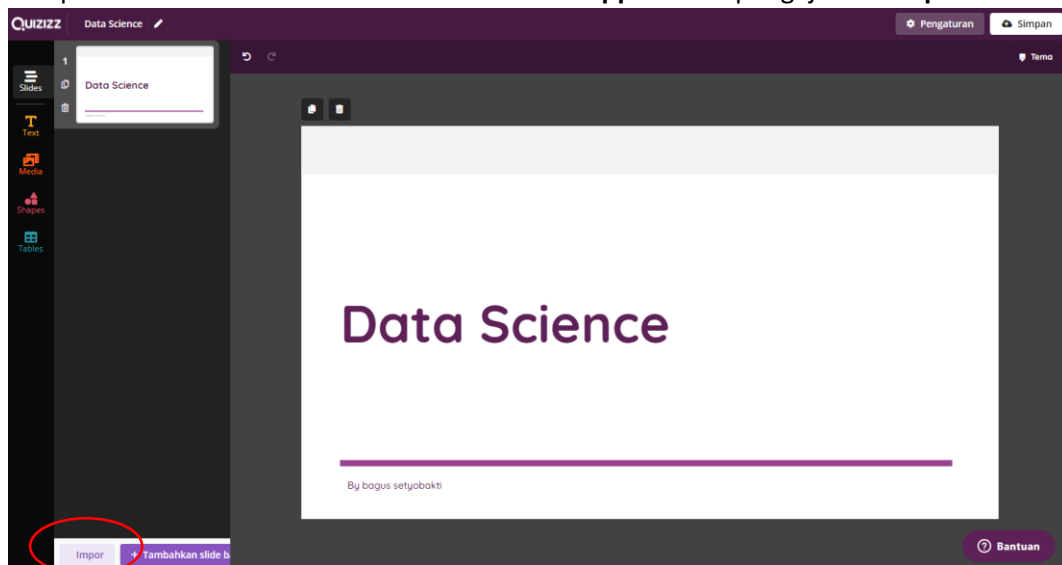 QUIZIZZ
Data Science
Pengaturan
Simpan
1
Data Science
Tema
Slides
Text
Media
Shapes
Tables
Data Science
By bagus setyobakti
Impor
+ Tambahkan slide b
Bantuan